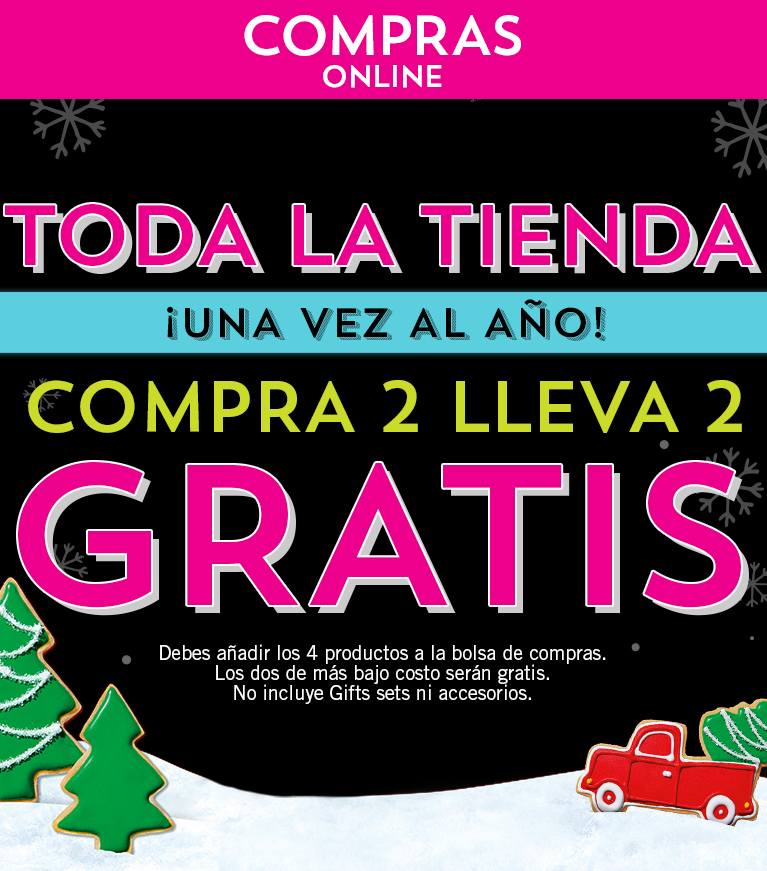 COMPRAS
ONLINE
TODA LA TIENDA
¡UNA VEZ AL AÑO!
COMPRA 2 LLEVA 2
GRATIS
Debes añadir los 4 productos a la bolsa de compras.
Los dos de más bajo costo serán gratis.
No incluye Gifts sets ni accesorios.